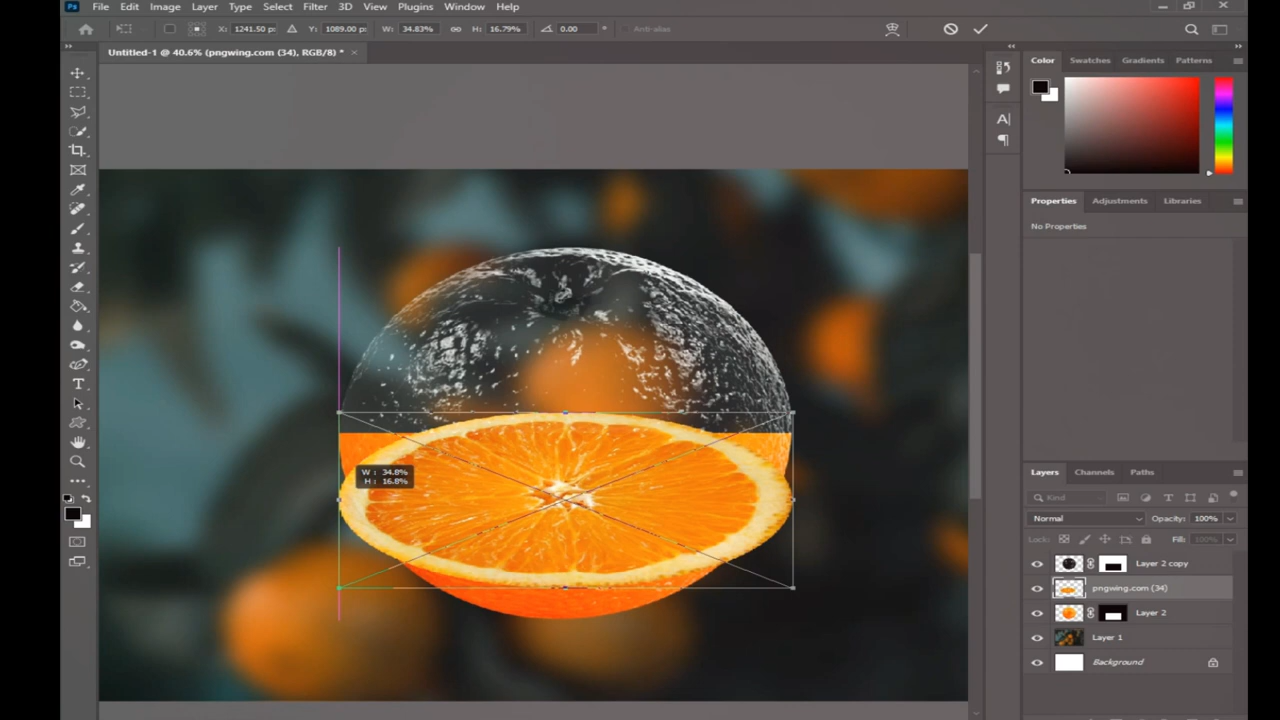 Ps File Edit Image Layer Type Select Filter 3D View Plugins Window Help
X: 1241.50 p: Y: 1089.00 p: W: 34.83% H: 16.79% 0.00 ° Anti-alias
Untitled-1 @ 40.6% (pngwing.com (34), RGB/8) * ×
Color Swatches Gradients Patterns
Properties Adjustments Libraries
No Properties
W: 34.8%
H: 16.8%
Layers Channels Paths
Kind
Normal Opacity: 100%
Lock: Fill: 100%
Layer 2 copy
pngwing.com (34)
Layer 2
Layer 1
Background